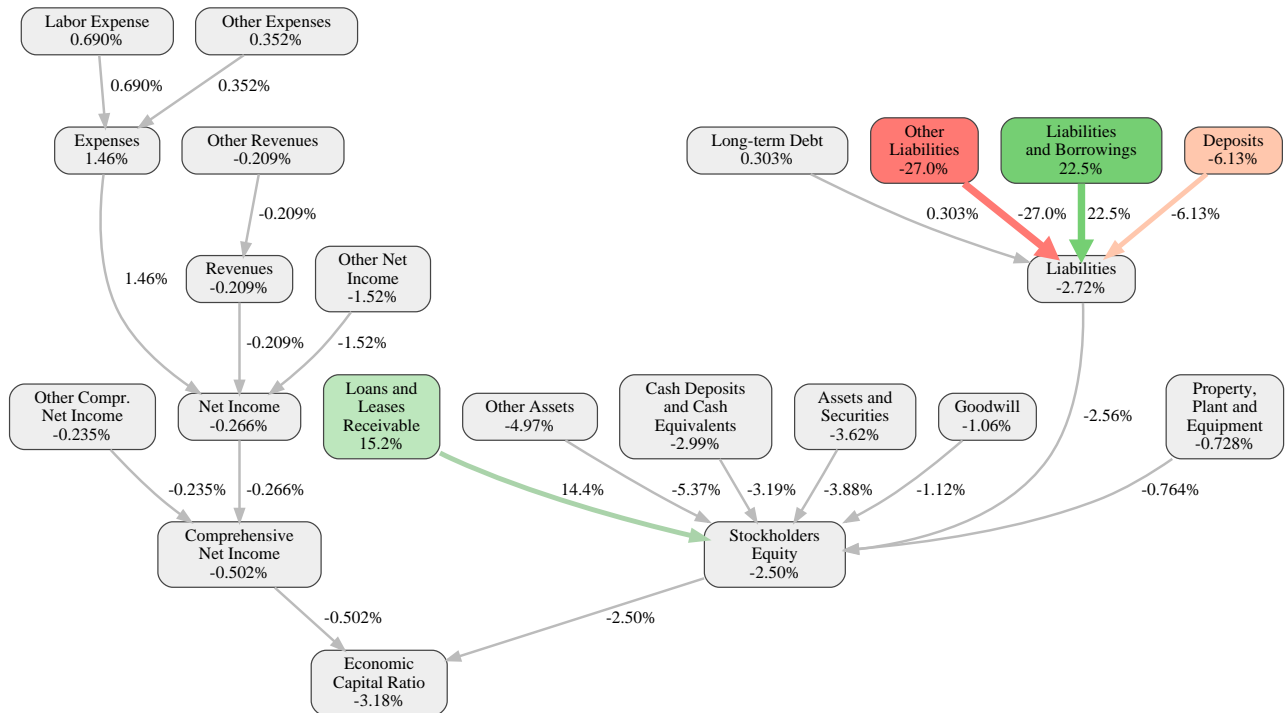 Labor Expense
0.690%
Other Expenses
0.352%
0.690%
0.352%
Expenses
1.46%
Other Revenues
-0.209%
Long-term Debt
0.303%
Other
Liabilities
-27.0%
Liabilities
and Borrowings
22.5%
Deposits
-6.13%
-0.209%
0.303%
-27.0%
22.5%
-6.13%
1.46%
Revenues
-0.209%
Other Net
Income
-1.52%
Liabilities
-2.72%
-0.209%
-1.52%
Other Compr.
Net Income
-0.235%
Net Income
-0.266%
Loans and
Leases
Receivable
15.2%
Other Assets
-4.97%
Cash Deposits
and Cash
Equivalents
-2.99%
Assets and
Securities
-3.62%
Goodwill
-1.06%
-2.56%
Property,
Plant and
Equipment
-0.728%
-0.235%
-0.266%
14.4%
-5.37%
-3.19%
-3.88%
-1.12%
-0.764%
Comprehensive
Net Income
-0.502%
Stockholders
Equity
-2.50%
-0.502%
-2.50%
Economic
Capital Ratio
-3.18%